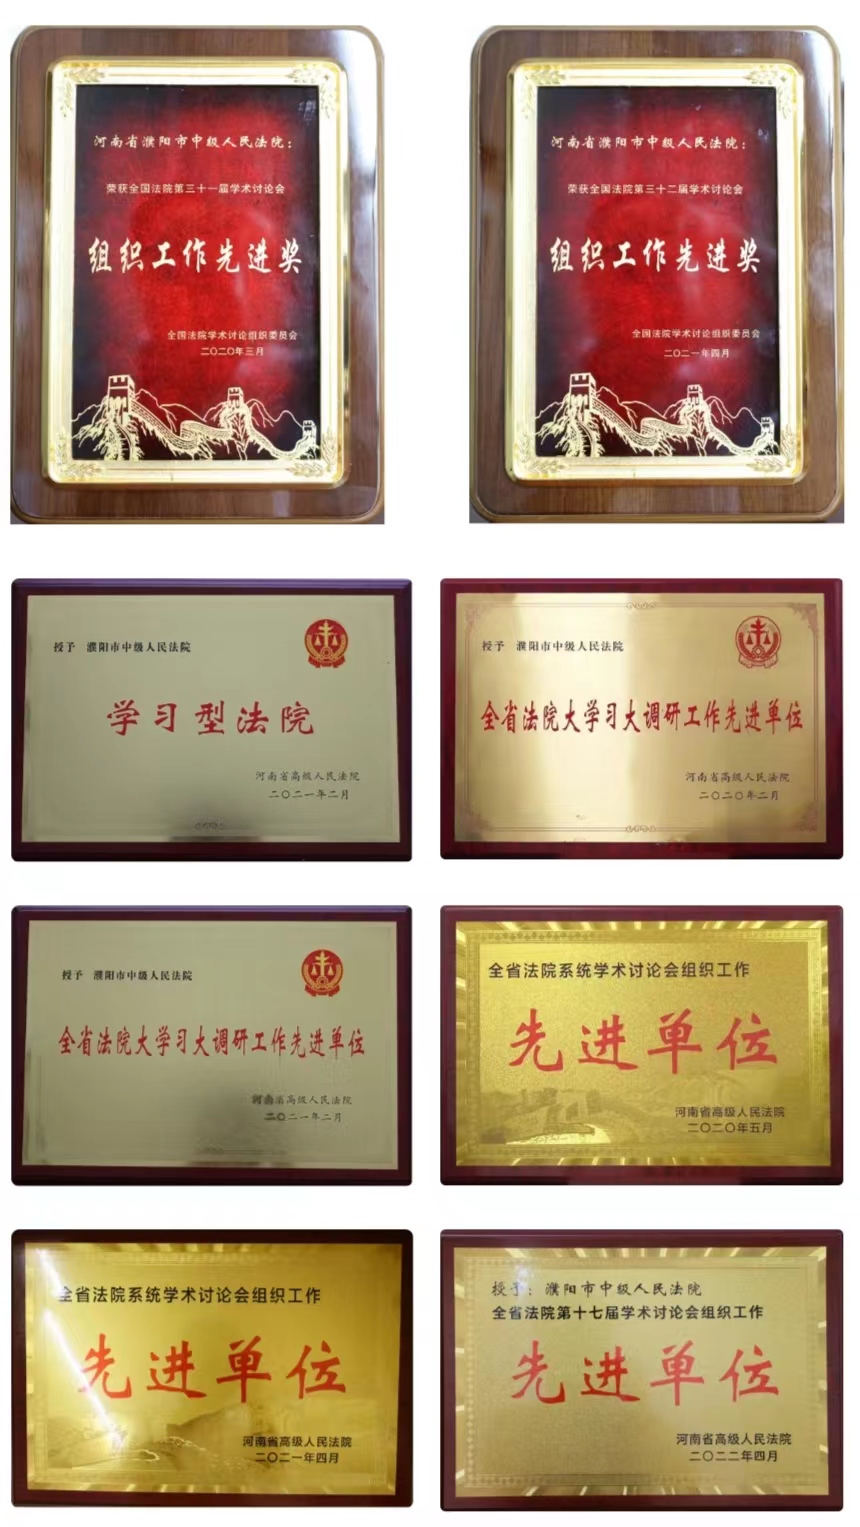 河南省濮阳市中级人民法院：
荣获全国法院第三十一届学术讨论会
组织工作先进奖
全国法院学术讨论组织委员会
二〇二〇年三月
河南省濮阳市中级人民法院：
荣获全国法院第三十二届学术讨论会
组织工作先进奖
全国法院学术讨论组织委员会
二〇二一年四月
授予 濮阳市中级人民法院
学习型法院
河南省高级人民法院
二〇二一年二月
授予 濮阳市中级人民法院
全省法院大学习大调研工作先进单位
河南省高级人民法院
二〇二〇年二月
授予 濮阳市中级人民法院
全省法院大学习大调研工作先进单位
河南省高级人民法院
二〇二一年二月
全省法院系统学术讨论会组织工作
先进单位
河南省高级人民法院
二〇二〇年五月
全省法院系统学术讨论会组织工作
先进单位
河南省高级人民法院
二〇二一年四月
授予：濮阳市中级人民法院
全省法院第十七届学术讨论会组织工作
先进单位
河南省高级人民法院
二〇二二年四月